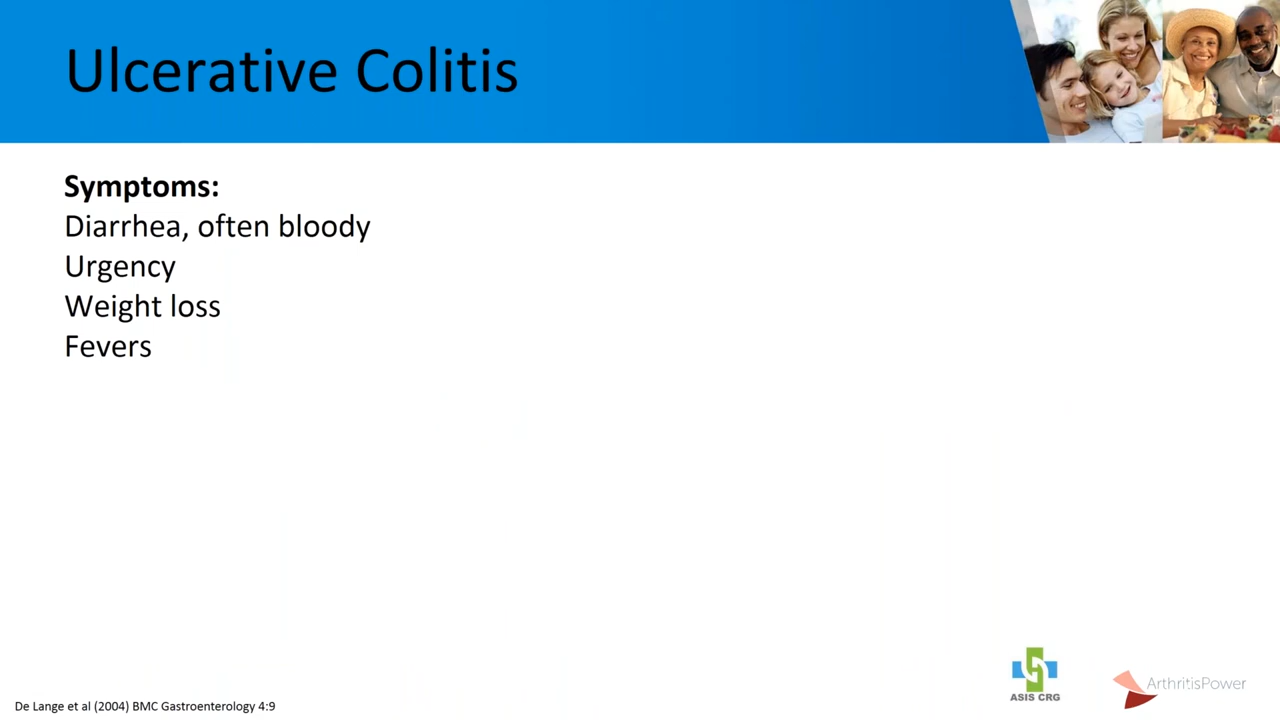 Ulcerative Colitis
Symptoms:
Diarrhea, often bloody
Urgency
Weight loss
Fevers
ASIS CRG
ArthritisPower
De Lange et al (2004) BMC Gastroenterology 4:9